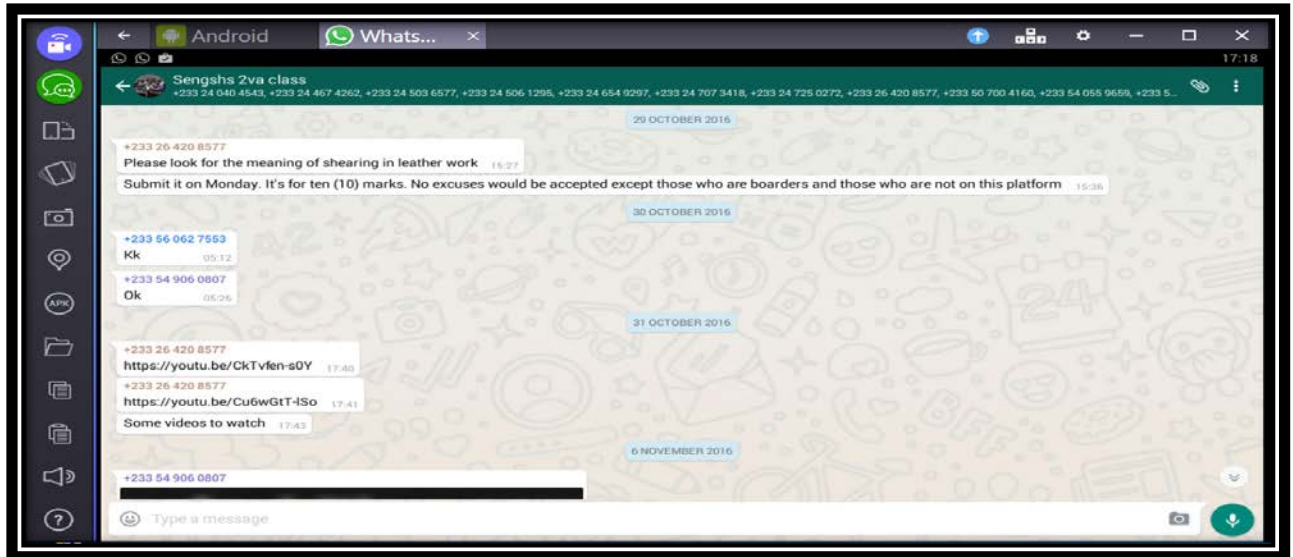 Android
Whats...
17:18
Sengshs 2va class
+233 24 040 4543, +233 24 467 4262, +233 24 503 6577, +233 24 506 1295, +233 24 654 9297, +233 24 707 3418, +233 24 725 0272, +233 26 420 8577, +233 50 700 4160, +233 54 055 9659, +233 5...
29 OCTOBER 2016
+233 26 420 8577
Please look for the meaning of shearing in leather work 15:27
Submit it on Monday. It's for ten (10) marks. No excuses would be accepted except those who are boarders and those who are not on this platform 15:36
30 OCTOBER 2016
+233 56 062 7553
Kk 05:12
+233 54 906 0807
Ok 05:26
31 OCTOBER 2016
+233 26 420 8577
https://youtu.be/CkTvfen-s0Y 17:40
+233 26 420 8577
https://youtu.be/Cu6wGtT-lSo 17:41
Some videos to watch 17:43
6 NOVEMBER 2016
+233 54 906 0807
Type a message
APK
?